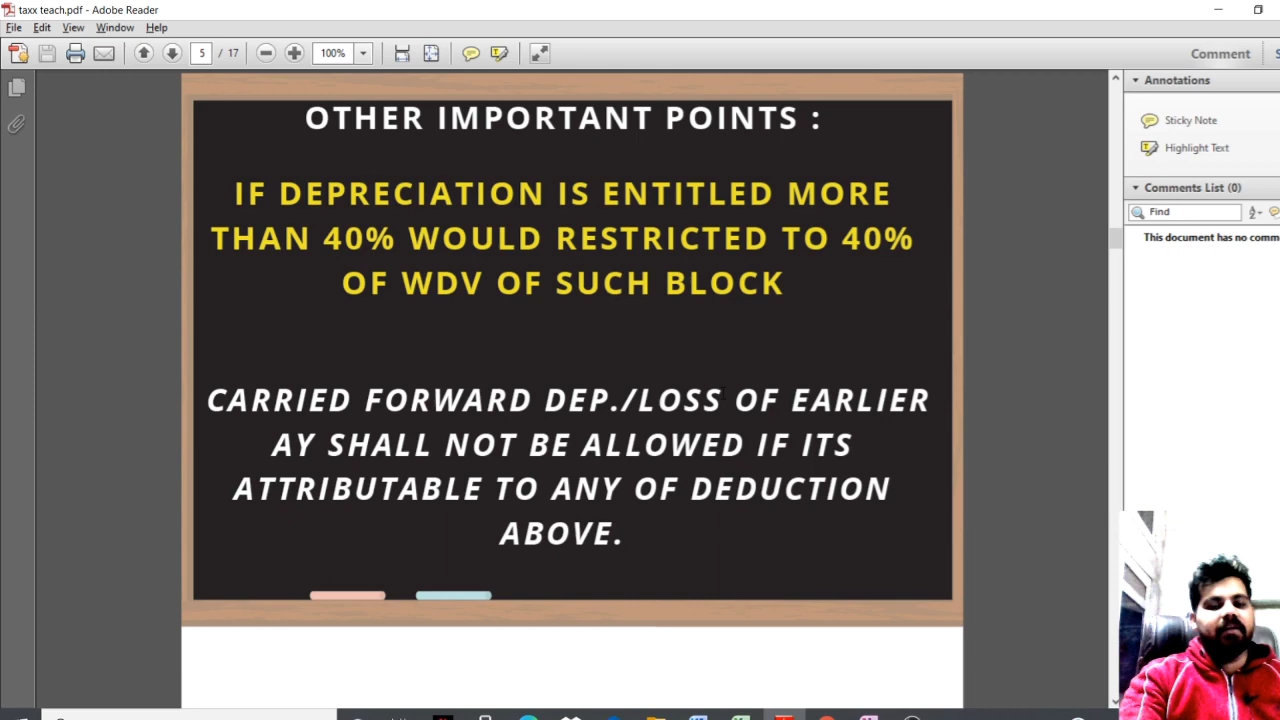 taxx teach.pdf - Adobe Reader
File Edit View Window Help
5 / 17 100% Comment
OTHER IMPORTANT POINTS :
IF DEPRECIATION IS ENTITLED MORE
THAN 40% WOULD RESTRICTED TO 40%
OF WDV OF SUCH BLOCK
CARRIED FORWARD DEP./LOSS OF EARLIER
AY SHALL NOT BE ALLOWED IF ITS
ATTRIBUTABLE TO ANY OF DEDUCTION
ABOVE.
Annotations
Sticky Note
Highlight Text
Comments List (0)
Find
This document has no comm